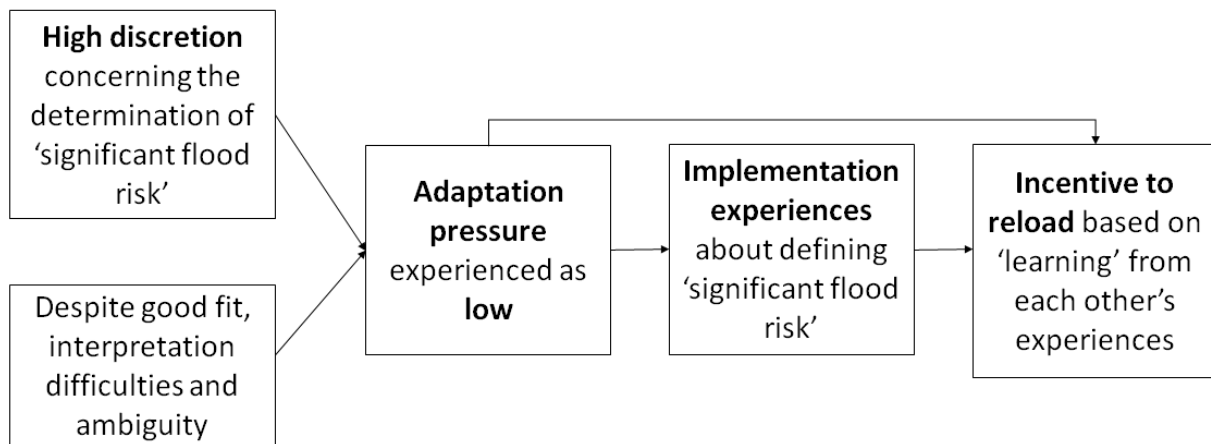 High discretion
concerning the
determination of
‘significant flood
risk’
Despite good fit,
interpretation
difficulties and
ambiguity
Adaptation
pressure
experienced as
low
Implementation
experiences
about defining
‘significant flood
risk’
Incentive to
reload based on
‘learning’ from
each other’s
experiences